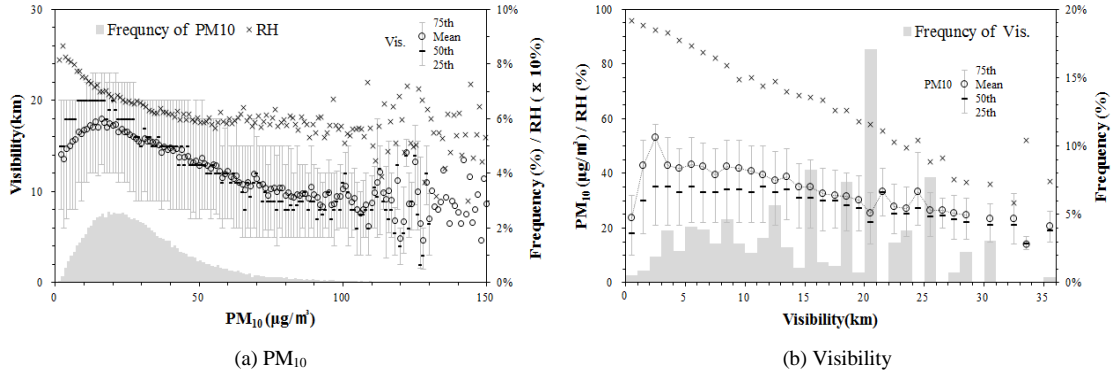 30
25
20
15
10
5
0
Visibility(km)
Frequncy of PM10
RH
Vis.
75th
Mean
50th
25th
10%
8%
6%
4%
2%
0%
Frequency(%) / RH ( x 10%)
0
50
100
150
PM10 (μg/㎥)
(a) PM10
100
80
60
40
20
0
PM10 (μg/㎥) / RH (%)
Frequncy of Vis.
PM10
75th
Mean
50th
25th
20%
15%
10%
5%
0%
Frequency(%)
0
5
10
15
20
25
30
35
Visibility(km)
(b) Visibility